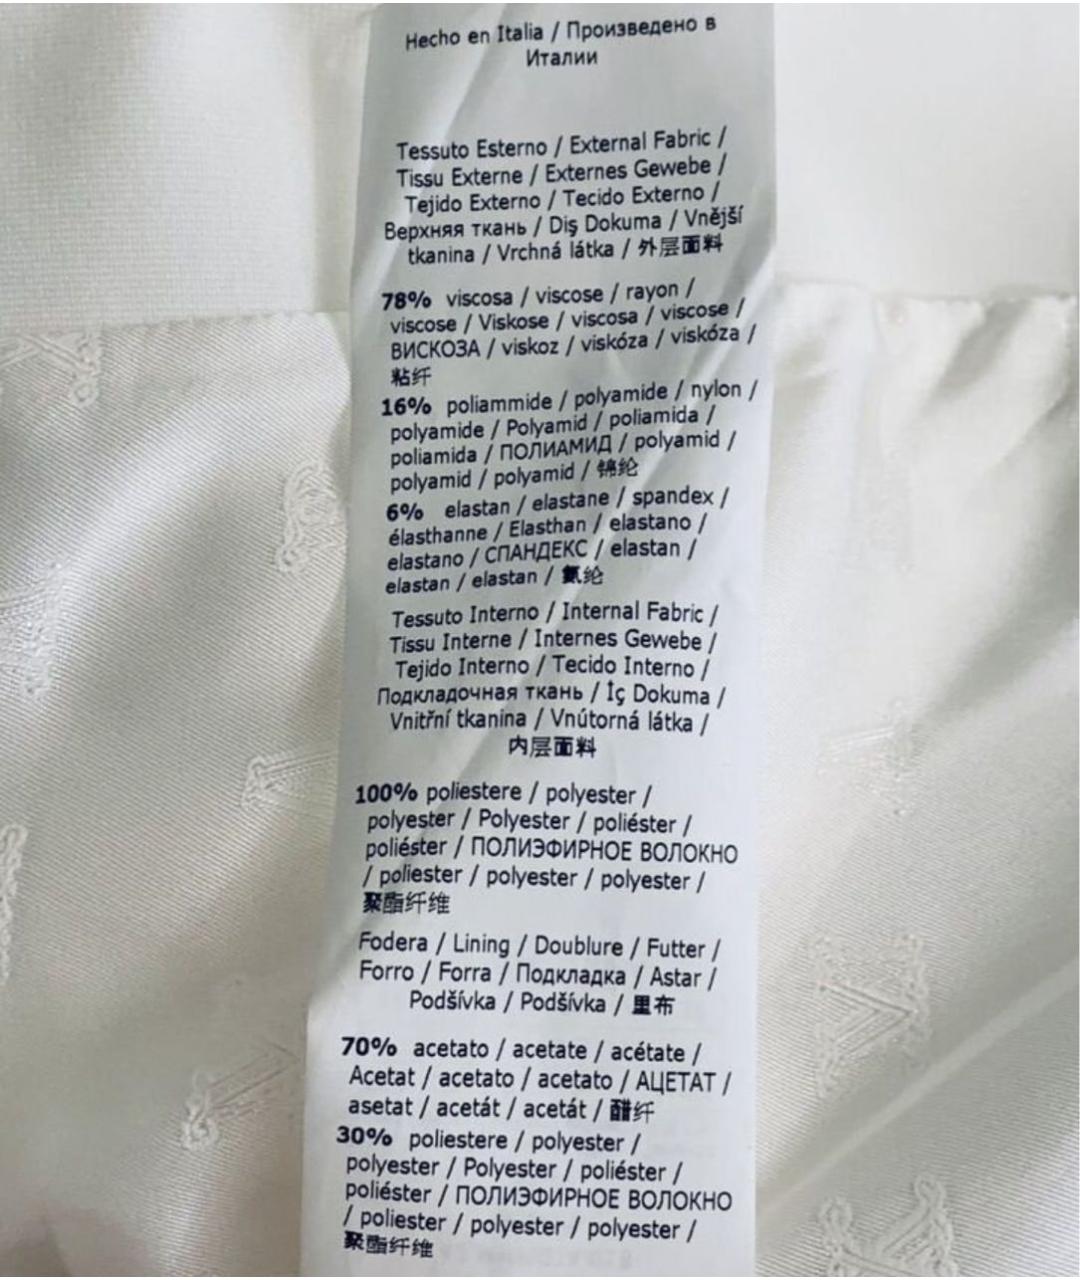 Hecho en Italia / Произведено в
Италии
Tessuto Esterno / External Fabric /
Tissu Externe / Externes Gewebe /
Tejido Externo / Tecido Externo /
Верхняя ткань / Diş Dokuma / Vnější
tkanina / Vrchná látka / 外层面料
78% viscosa / viscose / rayon /
viscose / Viskose / viscosa / viscose /
ВИСКОЗА / viskoz / viskóza / viskóza /
粘纤
16% poliammide / polyamide / nylon /
polyamide / Polyamid / poliamida /
poliamida / ПОЛИАМИД / polyamid /
polyamid / polyamid / 锦纶
6% elastan / elastane / spandex /
élasthanne / Elasthan / elastano /
elastano / СПАНДЕКС / elastan /
elastan / elastan / 氨纶
Tessuto Interno / Internal Fabric /
Tissu Interne / Internes Gewebe /
Tejido Interno / Tecido Interno /
Подкладочная ткань / İç Dokuma /
Vnitřní tkanina / Vnútorná látka /
内层面料
100% poliestere / polyester /
polyester / Polyester / poliéster /
poliéster / ПОЛИЭФИРНОЕ ВОЛОКНО
/ poliester / polyester / polyester /
聚酯纤维
Fodera / Lining / Doublure / Futter /
Forro / Forra / Подкладка / Astar /
Podšívka / Podšívka / 里布
70% acetato / acetate / acétate /
Acetat / acetato / acetato / АЦЕТАТ /
asetat / acetát / acetát / 醋纤
30% poliestere / polyester /
polyester / Polyester / poliéster /
poliéster / ПОЛИЭФИРНОЕ ВОЛОКНО
/ poliester / polyester / polyester /
聚酯纤维